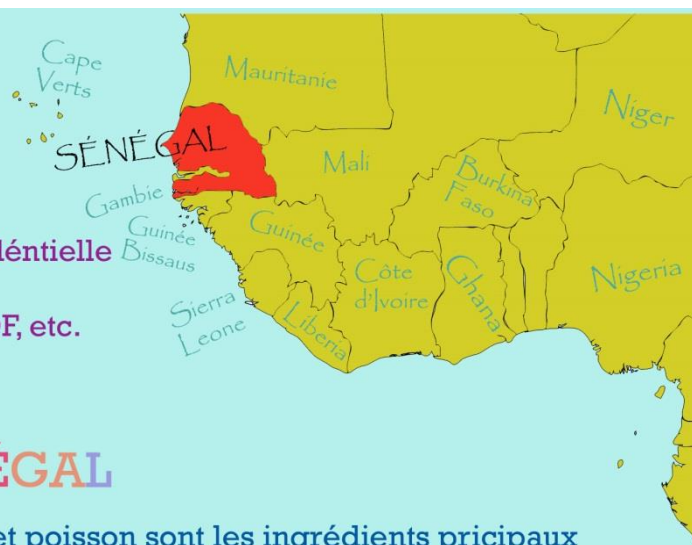 Cape
Verts
Mauritanie
Niger
SÉNÉGAL
Mali
Burkina
Faso
Gambie
Guinée
Bissaus
Guinée
Côte
d'Ivoire
Ghana
Nigeria
Sierra
Leone
Liberia
léntielle
F, etc.
ÉGAL
et poisson sont les ingrédients pricipaux